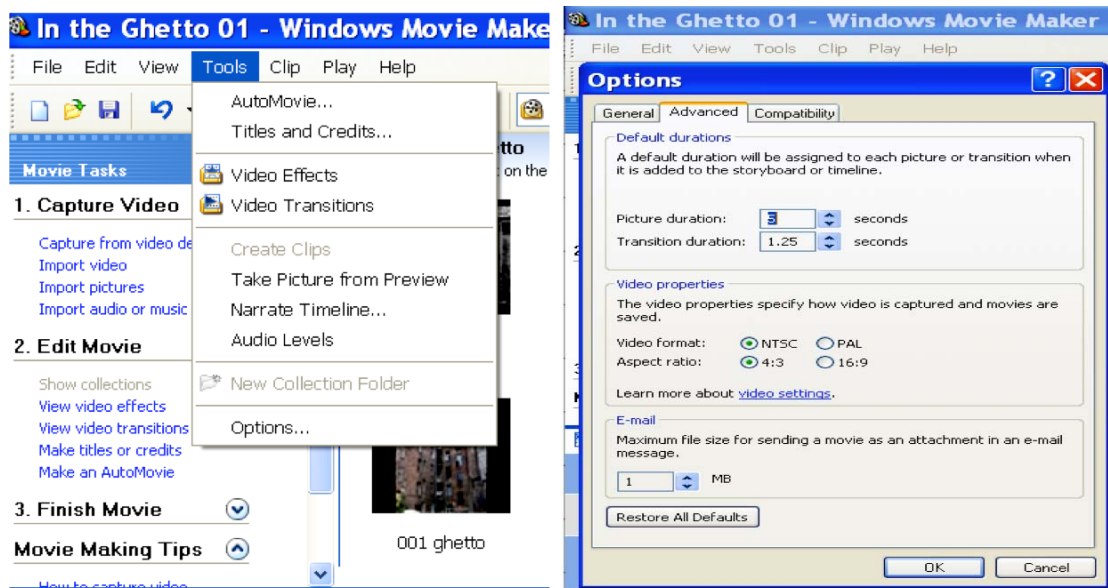 In the Ghetto 01 - Windows Movie Make
File Edit View Tools Clip Play Help
AutoMovie...
Titles and Credits...
Video Effects
Video Transitions
Create Clips
Take Picture from Preview
Narrate Timeline...
Audio Levels
New Collection Folder
Options...
Movie Tasks
1. Capture Video
Capture from video de
Import video
Import pictures
Import audio or music
2. Edit Movie
Show collections
View video effects
View video transitions
Make titles or credits
Make an AutoMovie
3. Finish Movie
Movie Making Tips
How to capture video
tto
on the
001 ghetto
In the Ghetto 01 - Windows Movie Maker
File Edit View Tools Clip Play Help
Options
General Advanced Compatibility
Default durations
A default duration will be assigned to each picture or transition when
it is added to the storyboard or timeline.
Picture duration: 5 seconds
Transition duration: 1.25 seconds
Video properties
The video properties specify how video is captured and movies are
saved.
Video format: NTSC PAL
Aspect ratio: 4:3 16:9
Learn more about video settings.
E-mail
Maximum file size for sending a movie as an attachment in an e-mail
message.
1 MB
Restore All Defaults
OK Cancel